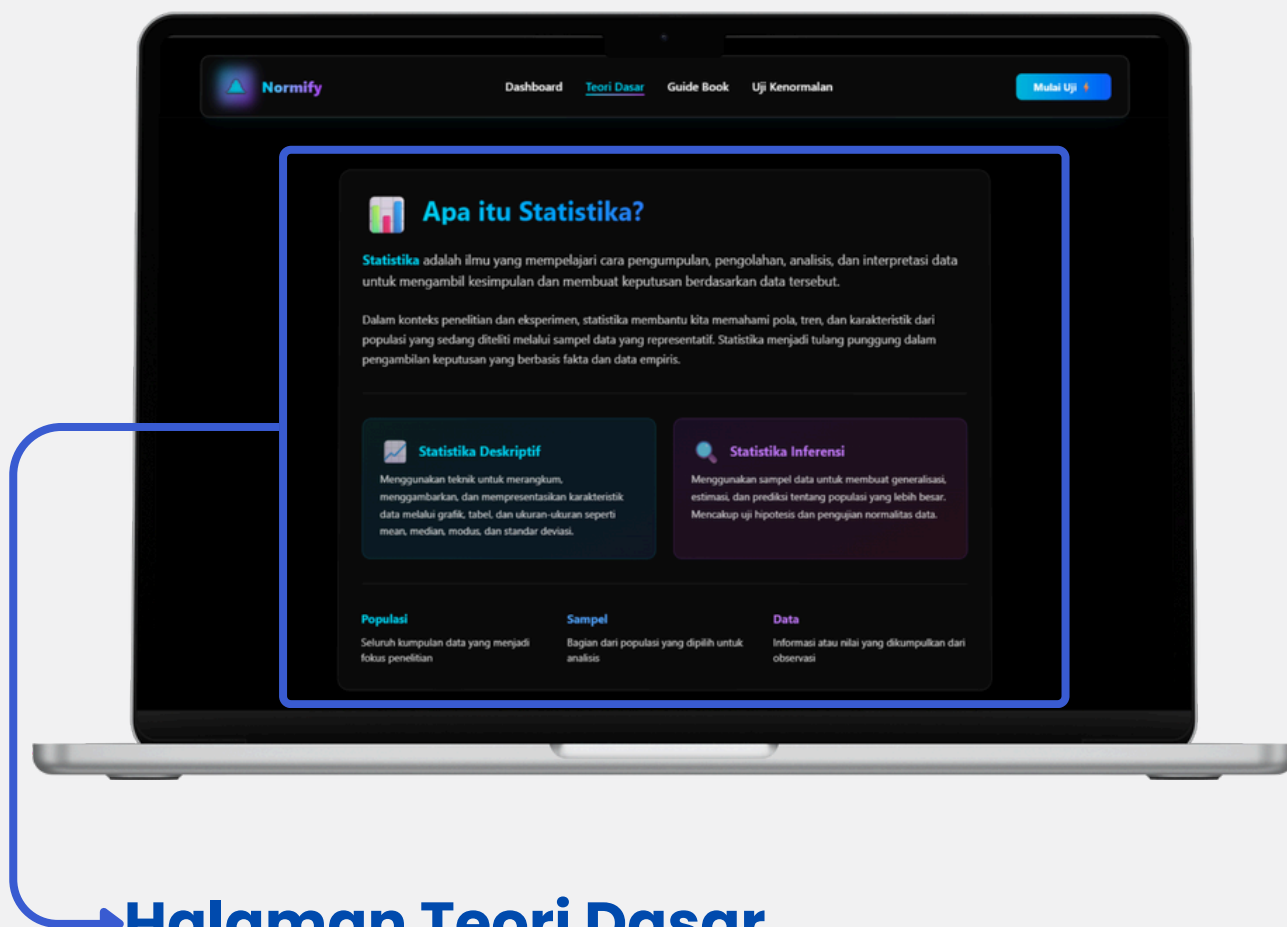 Normify
Dashboard Teori Dasar Guide Book Uji Kenormalan
Mulai Uji
Apa itu Statistika?
Statistika adalah ilmu yang mempelajari cara pengumpulan, pengolahan, analisis, dan interpretasi data
untuk mengambil kesimpulan dan membuat keputusan berdasarkan data tersebut.
Dalam konteks penelitian dan eksperimen, statistika membantu kita memahami pola, tren, dan karakteristik dari
populasi yang sedang diteliti melalui sampel data yang representatif. Statistika menjadi tulang punggung dalam
pengambilan keputusan yang berbasis fakta dan data empiris.
Statistika Deskriptif
Menggunakan teknik untuk merangkum,
menggambarkan, dan mempresentasikan karakteristik
data melalui grafik, tabel, dan ukuran-ukuran seperti
mean, median, modus, dan standar deviasi.
Statistika Inferensi
Menggunakan sampel data untuk membuat generalisasi,
estimasi, dan prediksi tentang populasi yang lebih besar.
Mencakup uji hipotesis dan pengujian normalitas data.
Populasi
Seluruh kumpulan data yang menjadi
fokus penelitian
Sampel
Bagian dari populasi yang dipilih untuk
analisis
Data
Informasi atau nilai yang dikumpulkan dari
observasi
Halaman Teori Dasar